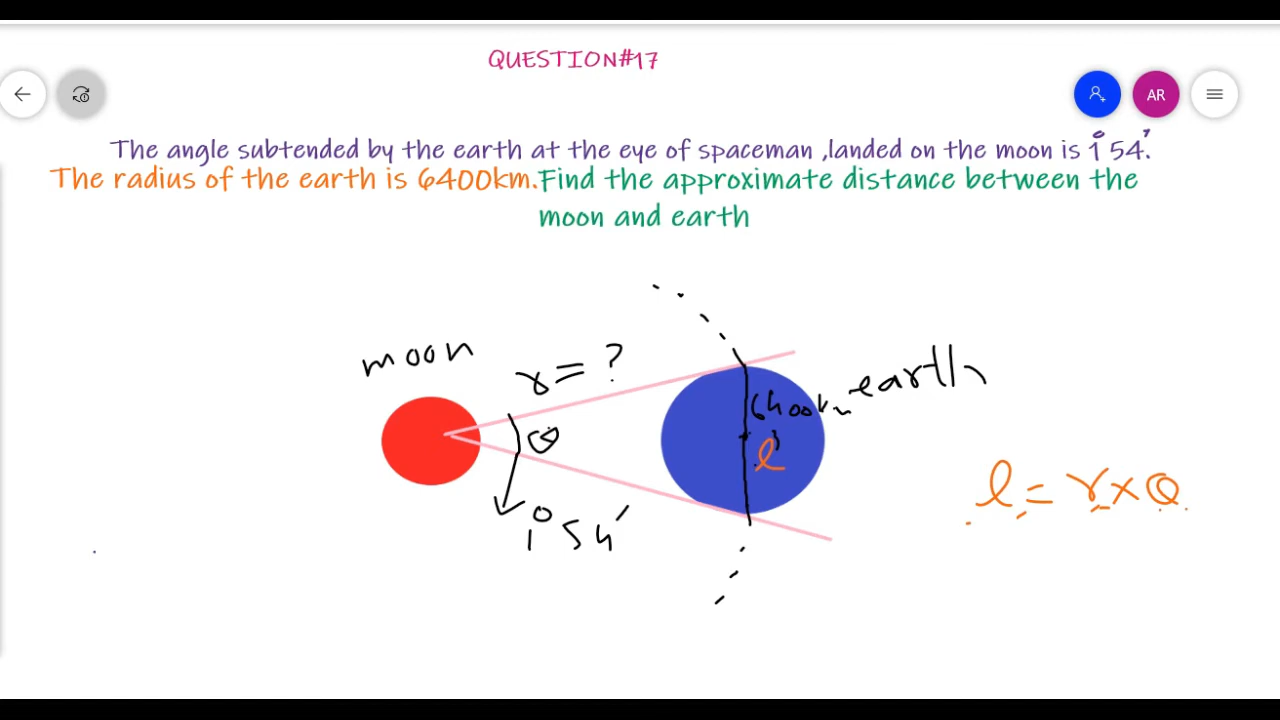 QUESTION#17
AR
The angle subtended by the earth at the eye of spaceman ,landed on the moon is 1° 54'.
The radius of the earth is 6400km.Find the approximate distance between the
moon and earth
moon
r = ?
earth
6400km
θ
l
l = r × θ
1° 54'